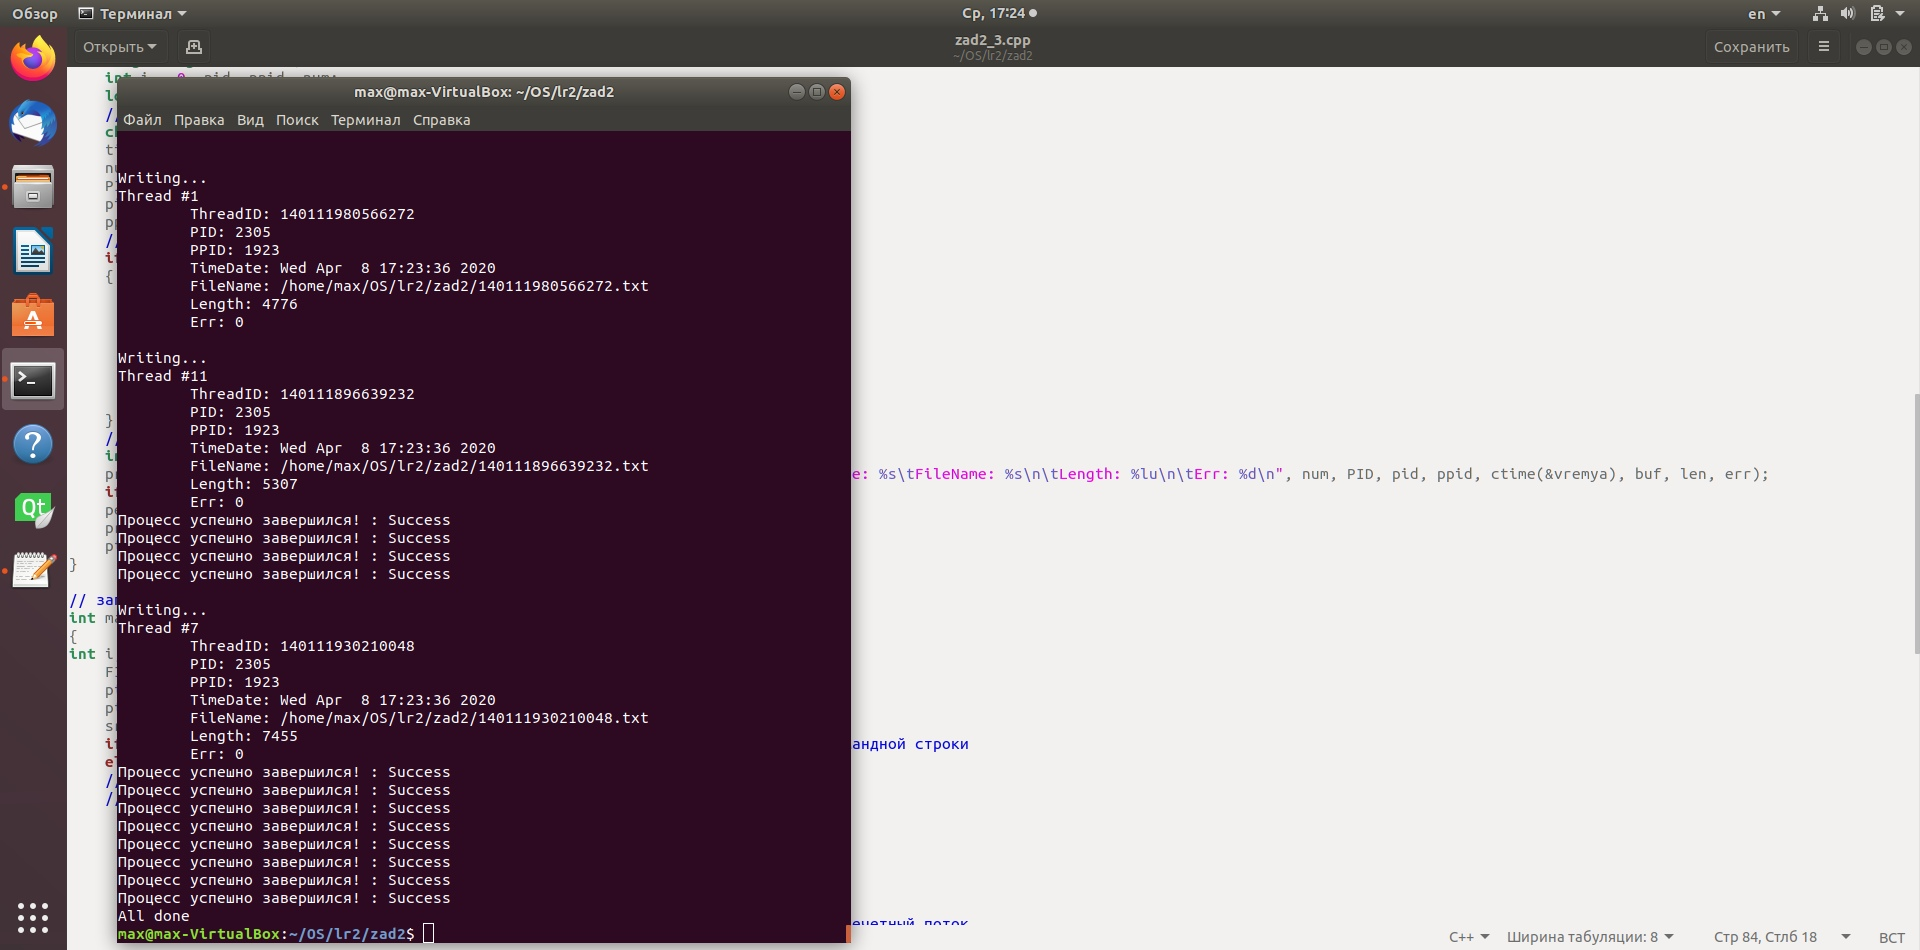 Обзор Терминал Ср, 17:24 en
Открыть zad2_3.cpp Сохранить
~/OS/lr2/zad2
max@max-VirtualBox: ~/OS/lr2/zad2
Файл Правка Вид Поиск Терминал Справка
Writing...
Thread #1
ThreadID: 140111980566272
PID: 2305
PPID: 1923
TimeDate: Wed Apr  8 17:23:36 2020
FileName: /home/max/OS/lr2/zad2/140111980566272.txt
Length: 4776
Err: 0
Writing...
Thread #11
ThreadID: 140111896639232
PID: 2305
PPID: 1923
TimeDate: Wed Apr  8 17:23:36 2020
FileName: /home/max/OS/lr2/zad2/140111896639232.txt
e: %s\tFileName: %s\n\tLength: %lu\n\tErr: %d\n", num, PID, pid, ppid, ctime(&vremya), buf, len, err);
Length: 5307
Err: 0
Процесс успешно завершился! : Success
Процесс успешно завершился! : Success
Процесс успешно завершился! : Success
}
Процесс успешно завершился! : Success
// за
Writing...
int m
Thread #7
{
ThreadID: 140111930210048
int i
PID: 2305
PPID: 1923
TimeDate: Wed Apr  8 17:23:36 2020
FileName: /home/max/OS/lr2/zad2/140111930210048.txt
Length: 7455
андной строки
Err: 0
Процесс успешно завершился! : Success
Процесс успешно завершился! : Success
Процесс успешно завершился! : Success
Процесс успешно завершился! : Success
Процесс успешно завершился! : Success
Процесс успешно завершился! : Success
Процесс успешно завершился! : Success
Процесс успешно завершился! : Success
All done
ечетный поток
max@max-VirtualBox:~/OS/lr2/zad2$
C++ Ширина табуляции: 8 Стр 84, Стлб 18 ВСТ